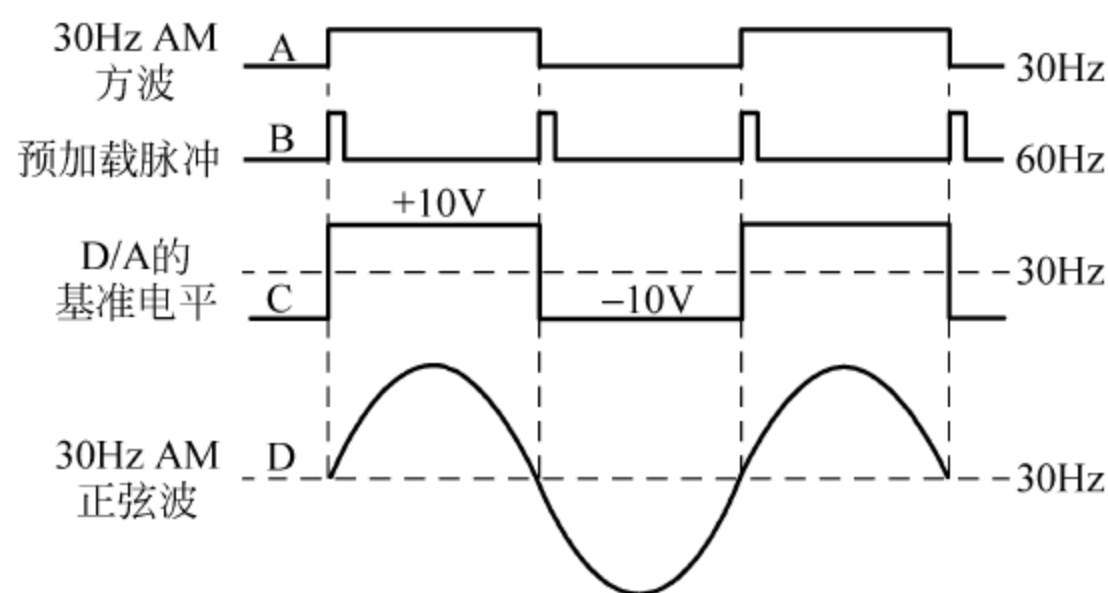 30Hz AM
方波
A
30Hz
预加载脉冲
B
60Hz
+10V
D/A的
基准电平
C
−10V
30Hz
30Hz AM
正弦波
D
30Hz